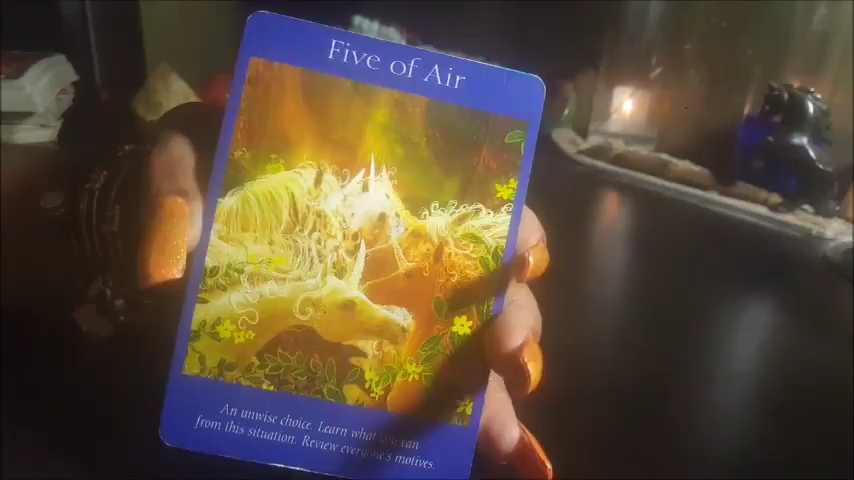 Five of Air
An unwise choice. Learn what you can
from this situation. Review everyone's motives.